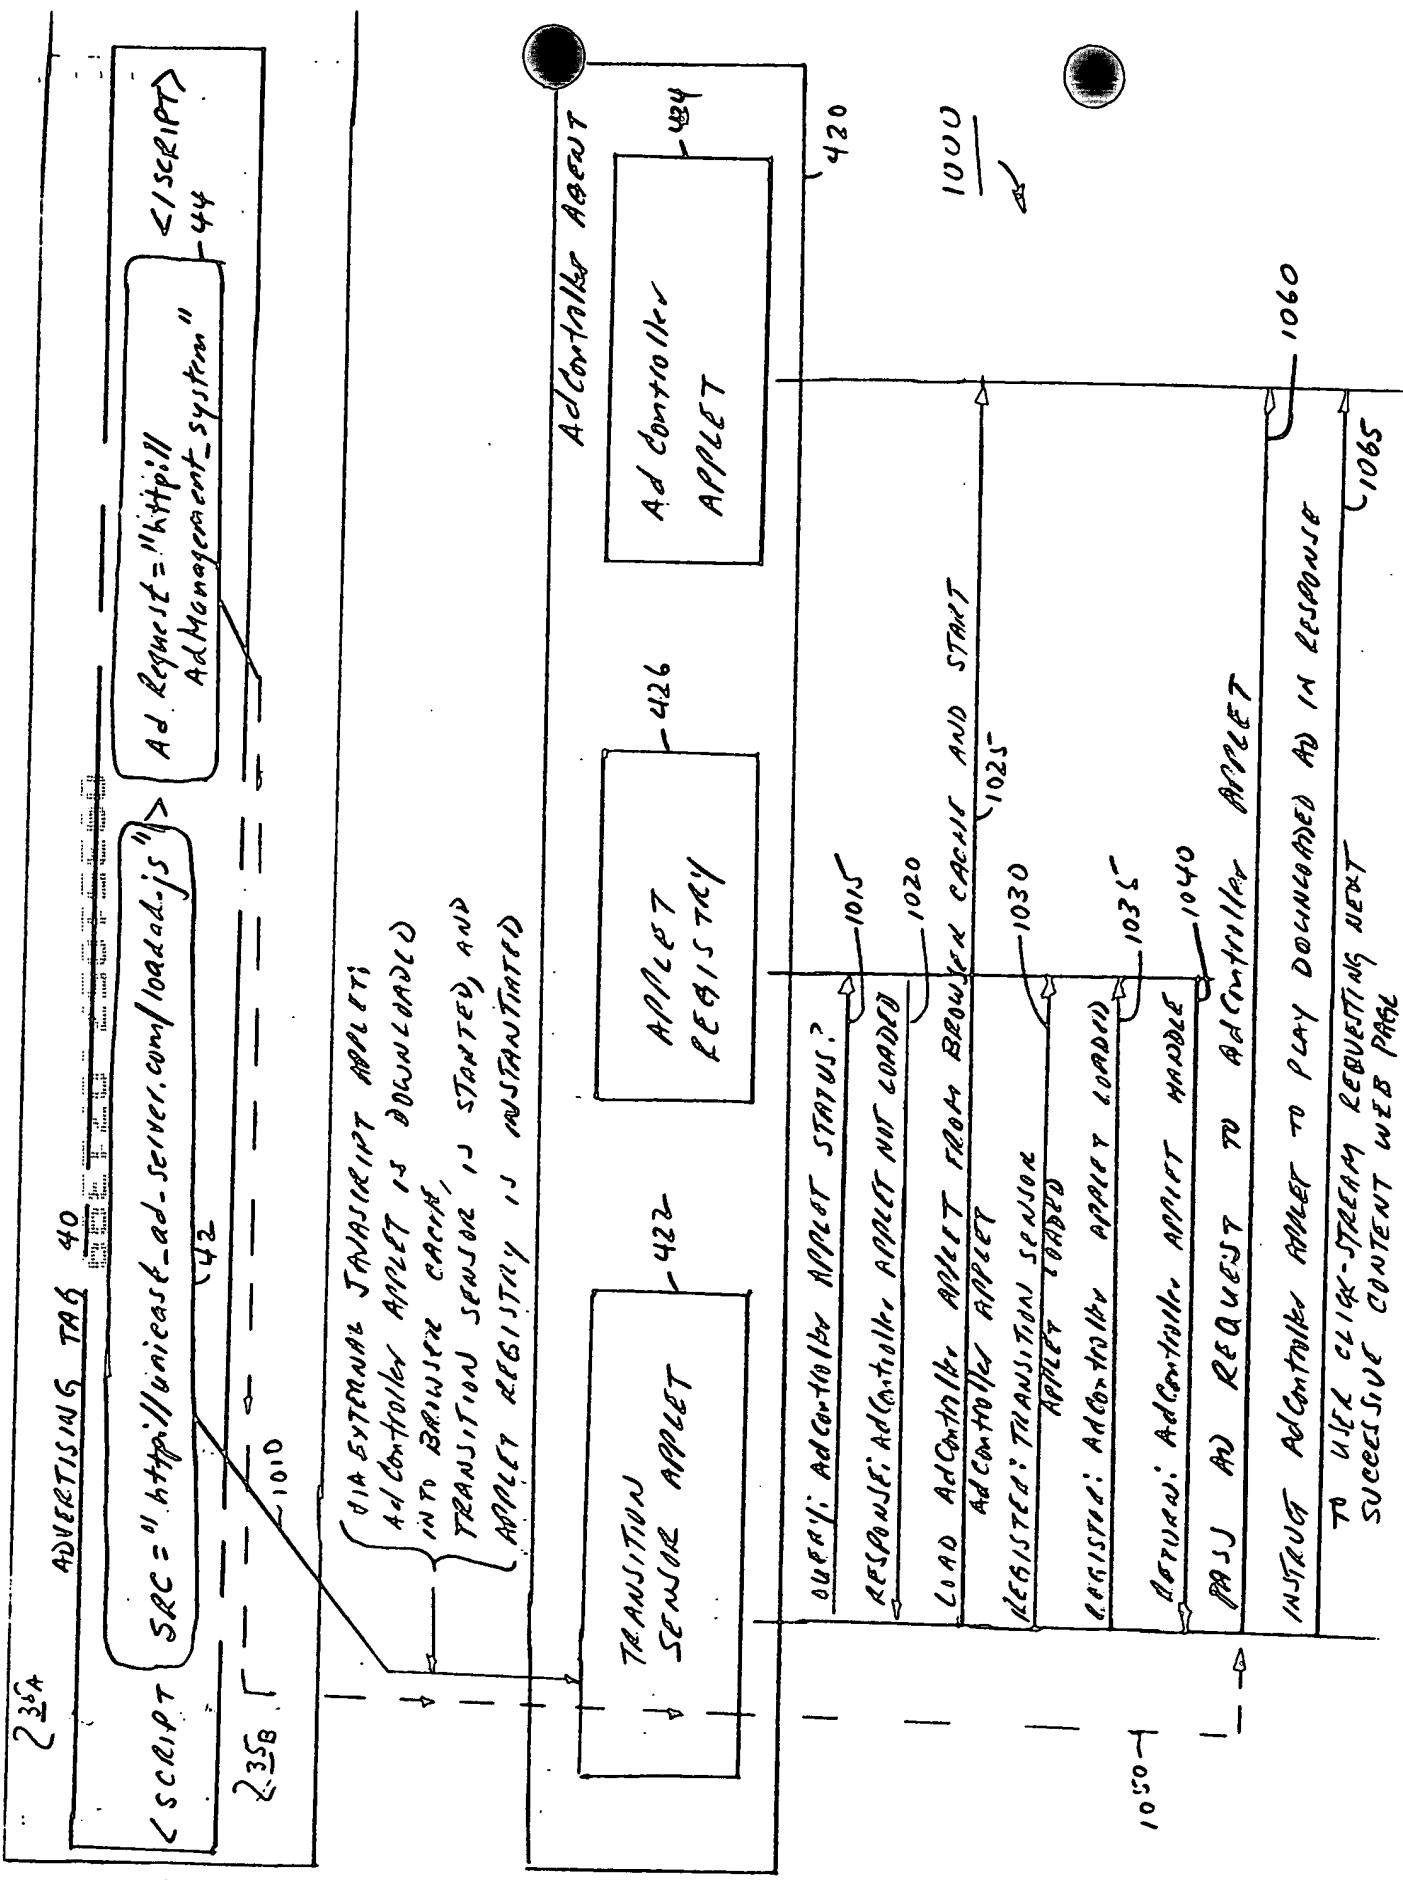 235A
ADVERTISING TAG 40
<SCRIPT SRC="http://unicast_ad_server.com/loadad.js"> Ad Request="http://
AdManagement_system"
</SCRIPT>
42
44
235B
1010
VIA EXTERNAL JAVASCRIPT APPLET;
AdController APPLET IS DOWNLOADED
INTO BROWSER CACHE,
TRANSITION SENSOR IS STARTED, AND
APPLET REGISTRY IS INSTANTIATED
AdController AGENT
TRANSITION
SENSOR APPLET
422
APPLET
REGISTRY
426
Ad Controller
APPLET
424
420
1000
QUERY: AdController APPLET STATUS?
1015
RESPONSE: AdController APPLET NOT LOADED
1020
LOAD AdController APPLET FROM BROWSER CACHE AND START
AdController APPLET
1025
REGISTER: TRANSITION SENSOR
APPLET LOADED
1030
REGISTER: AdController APPLET LOADED
1035
RETURN: AdController APPLET HANDLE
1040
PASS AD REQUEST TO AdController APPLET
1050
1060
INSTRUCT AdController APPLET TO PLAY DOWNLOADED AD IN RESPONSE
TO USER CLICK-STREAM REQUESTING NEXT
SUCCESSIVE CONTENT WEB PAGE
1065